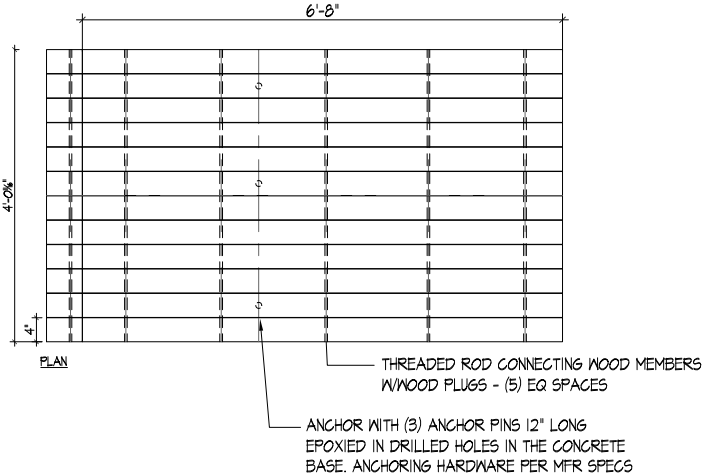 6'-8"
4'-0⅛"
4"
PLAN
THREADED ROD CONNECTING WOOD MEMBERS
W/WOOD PLUGS - (5) EQ SPACES
ANCHOR WITH (3) ANCHOR PINS 12" LONG
EPOXIED IN DRILLED HOLES IN THE CONCRETE
BASE. ANCHORING HARDWARE PER MFR SPECS